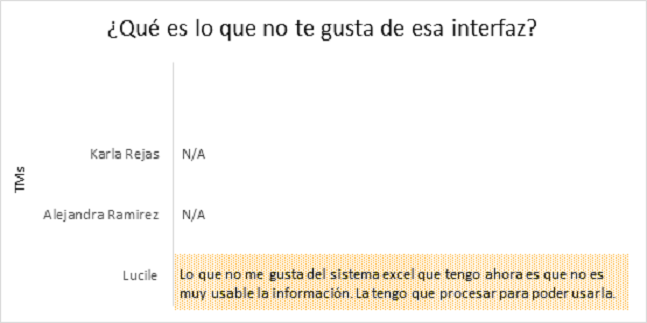 ¿Qué es lo que no te gusta de esa interfaz?
TMs
Karla Rejas N/A
Alejandra Ramirez N/A
Lucile Lo que no me gusta del sistema excel que tengo ahora es que no es
muy usable la información. La tengo que procesar para poder usarla.